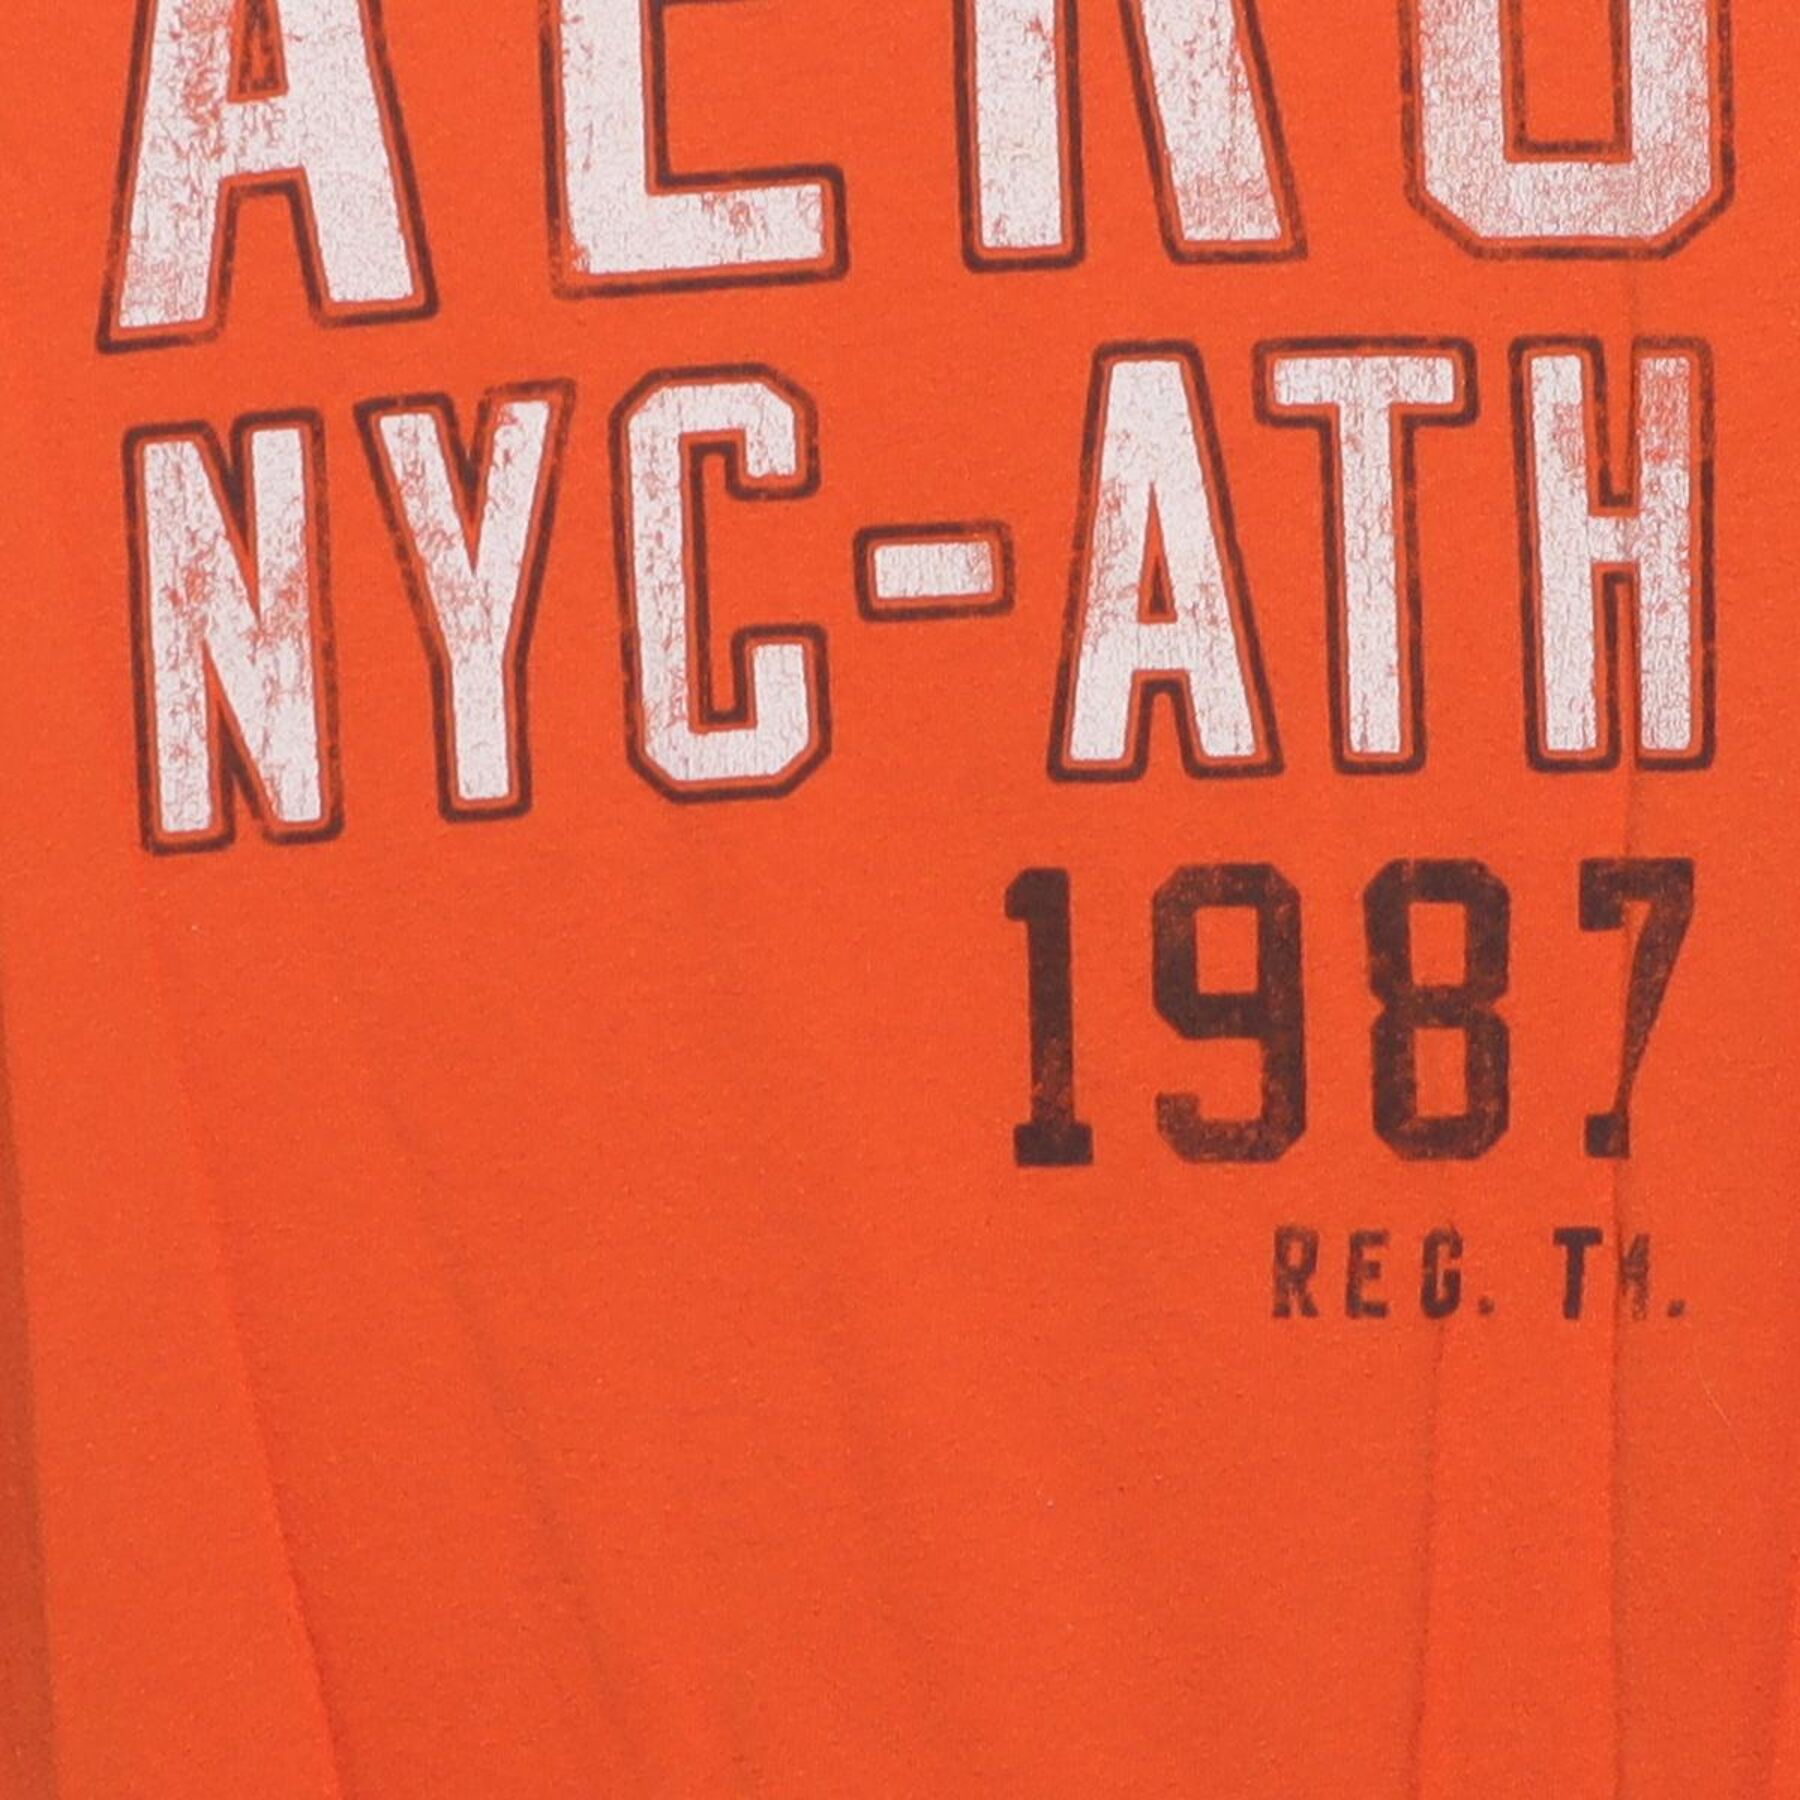 AERO
NYC-ATH
1987
REG. TM.